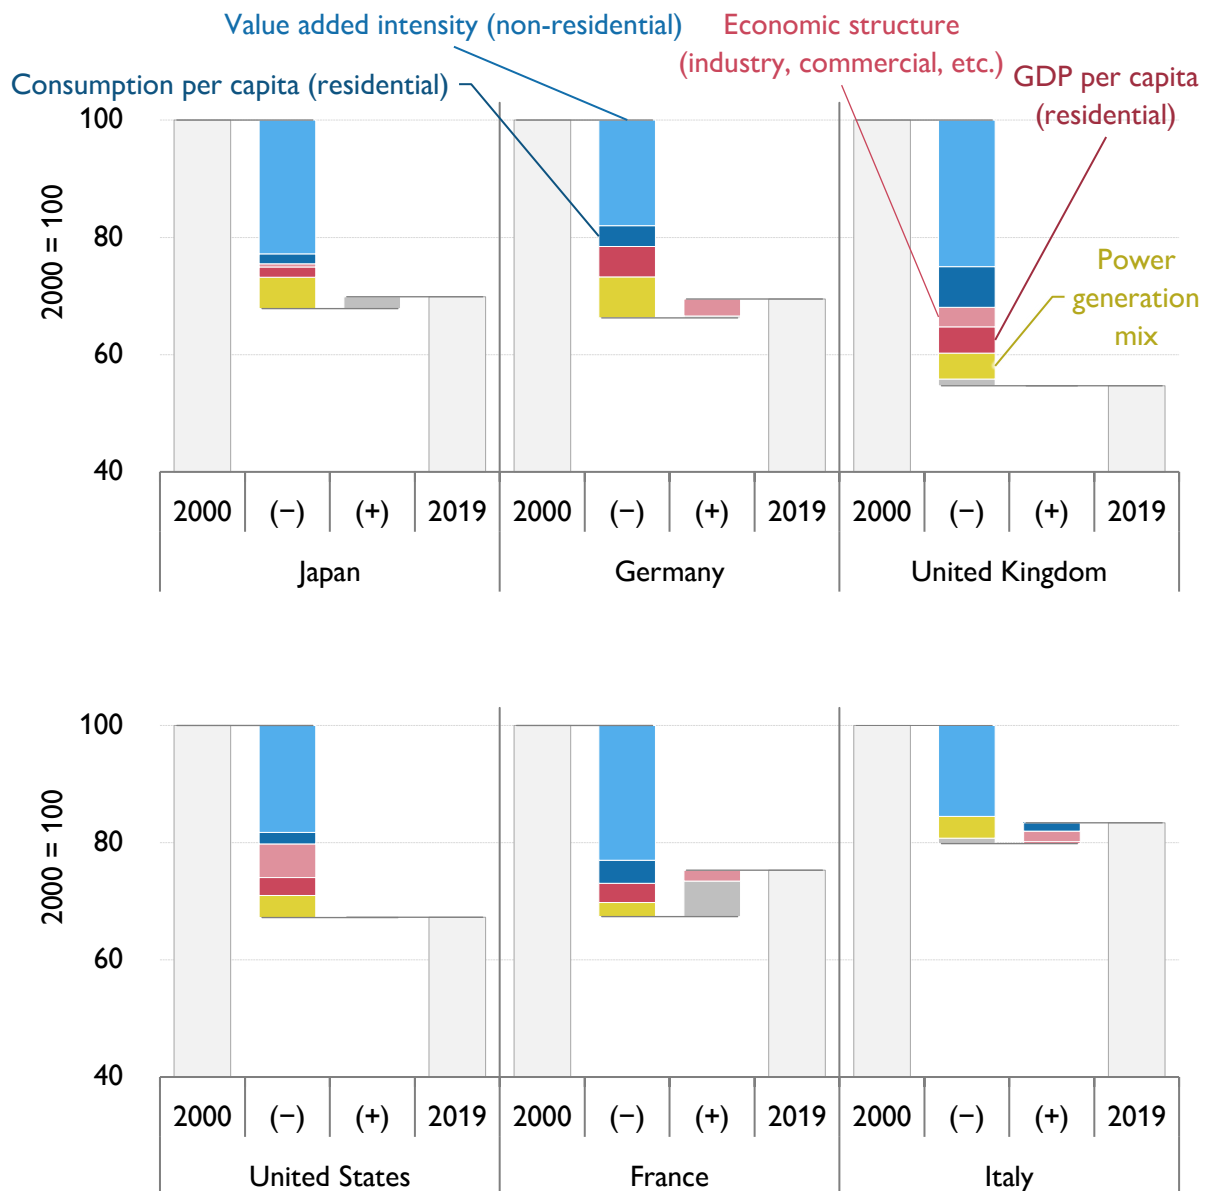 Value added intensity (non-residential)
Economic structure
(industry, commercial, etc.)
Consumption per capita (residential)
GDP per capita
(residential)
100
80
60
40
2000 = 100
Power
generation
mix
2000 (−) (+) 2019 2000 (−) (+) 2019 2000 (−) (+) 2019
Japan Germany United Kingdom
100
80
60
40
2000 = 100
2000 (−) (+) 2019 2000 (−) (+) 2019 2000 (−) (+) 2019
United States France Italy